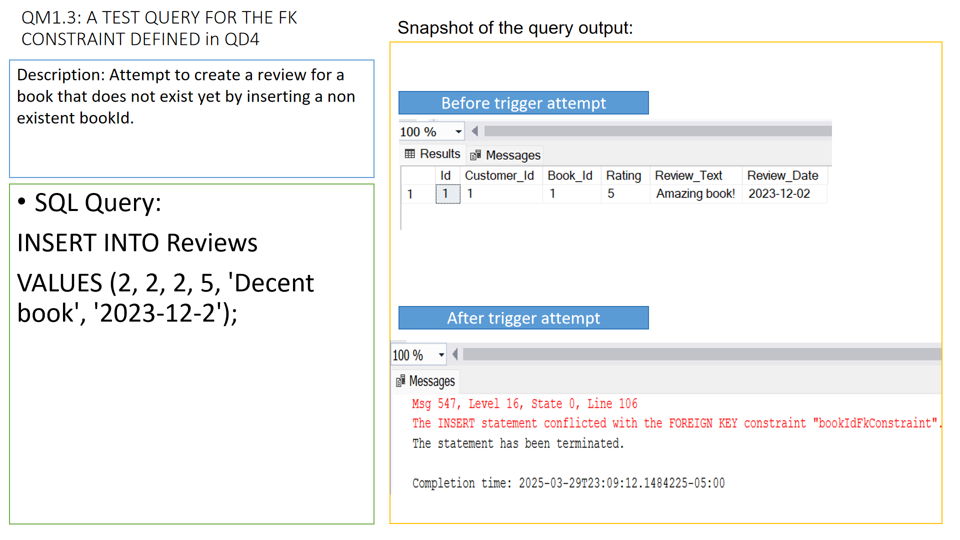 QM1.3: A TEST QUERY FOR THE FK
CONSTRAINT DEFINED in QD4
Description: Attempt to create a review for a
book that does not exist yet by inserting a non
existent bookId.
• SQL Query:
INSERT INTO Reviews
VALUES (2, 2, 2, 5, 'Decent
book', '2023-12-2');
Snapshot of the query output:
Before trigger attempt
100 %
Results Messages
Id Customer_Id Book_Id Rating Review_Text Review_Date
1 1 1 1 5 Amazing book! 2023-12-02
After trigger attempt
100 %
Messages
Msg 547, Level 16, State 0, Line 106
The INSERT statement conflicted with the FOREIGN KEY constraint "bookIdFkConstraint".
The statement has been terminated.
Completion time: 2025-03-29T23:09:12.1484225-05:00